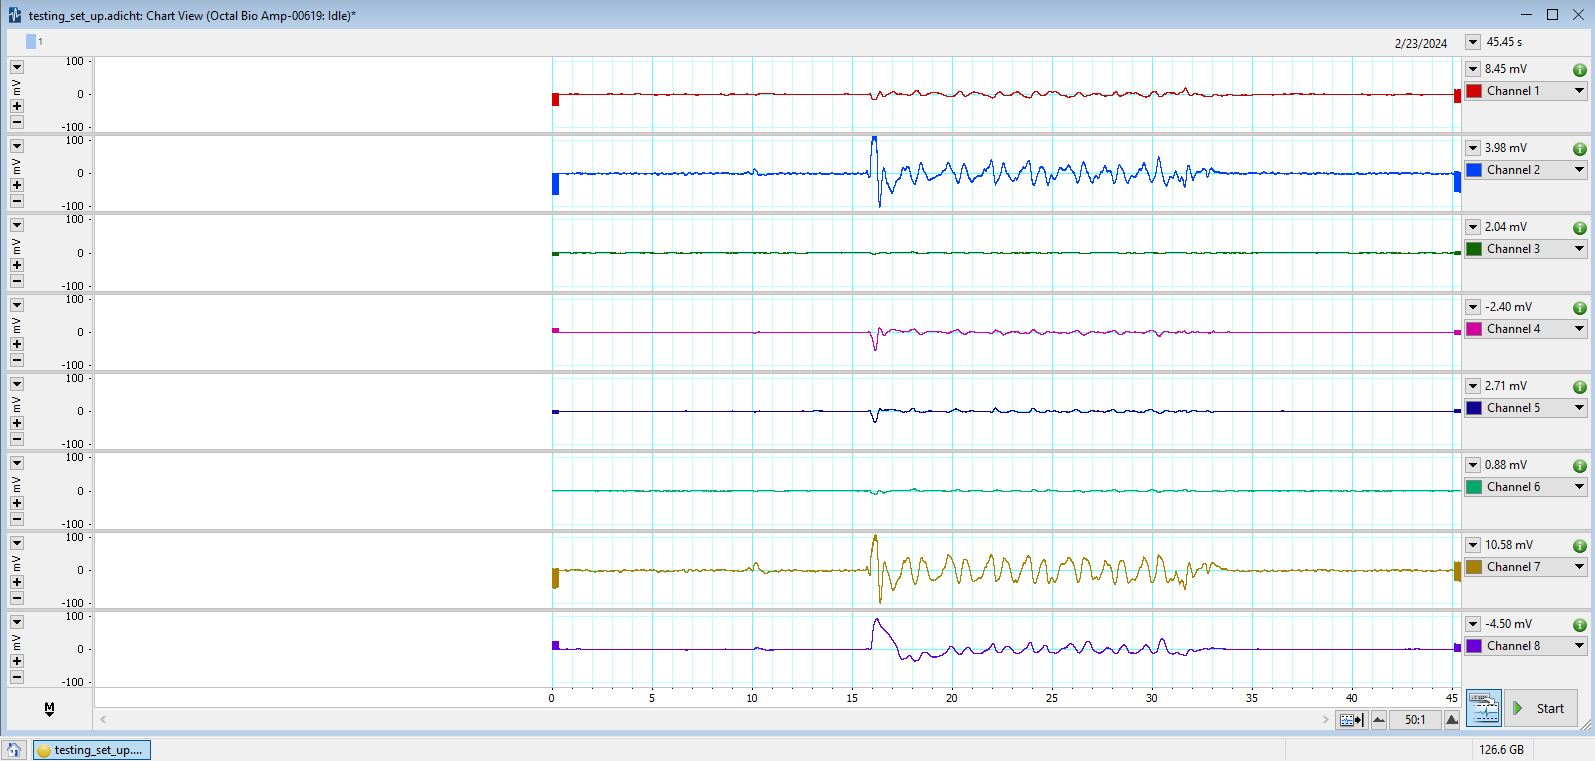 testing_set_up.adicht: Chart View (Octal Bio Amp-00619: Idle)*
1
2/23/2024
45.45 s
100
0
-100
mV
8.45 mV
Channel 1
100
0
-100
mV
3.98 mV
Channel 2
100
0
-100
mV
2.04 mV
Channel 3
100
0
-100
mV
-2.40 mV
Channel 4
100
0
-100
mV
2.71 mV
Channel 5
100
0
-100
mV
0.88 mV
Channel 6
100
0
-100
mV
10.58 mV
Channel 7
100
0
-100
mV
-4.50 mV
Channel 8
0 5 10 15 20 25 30 35 40 45
M
50:1
Start
testing_set_up....
126.6 GB